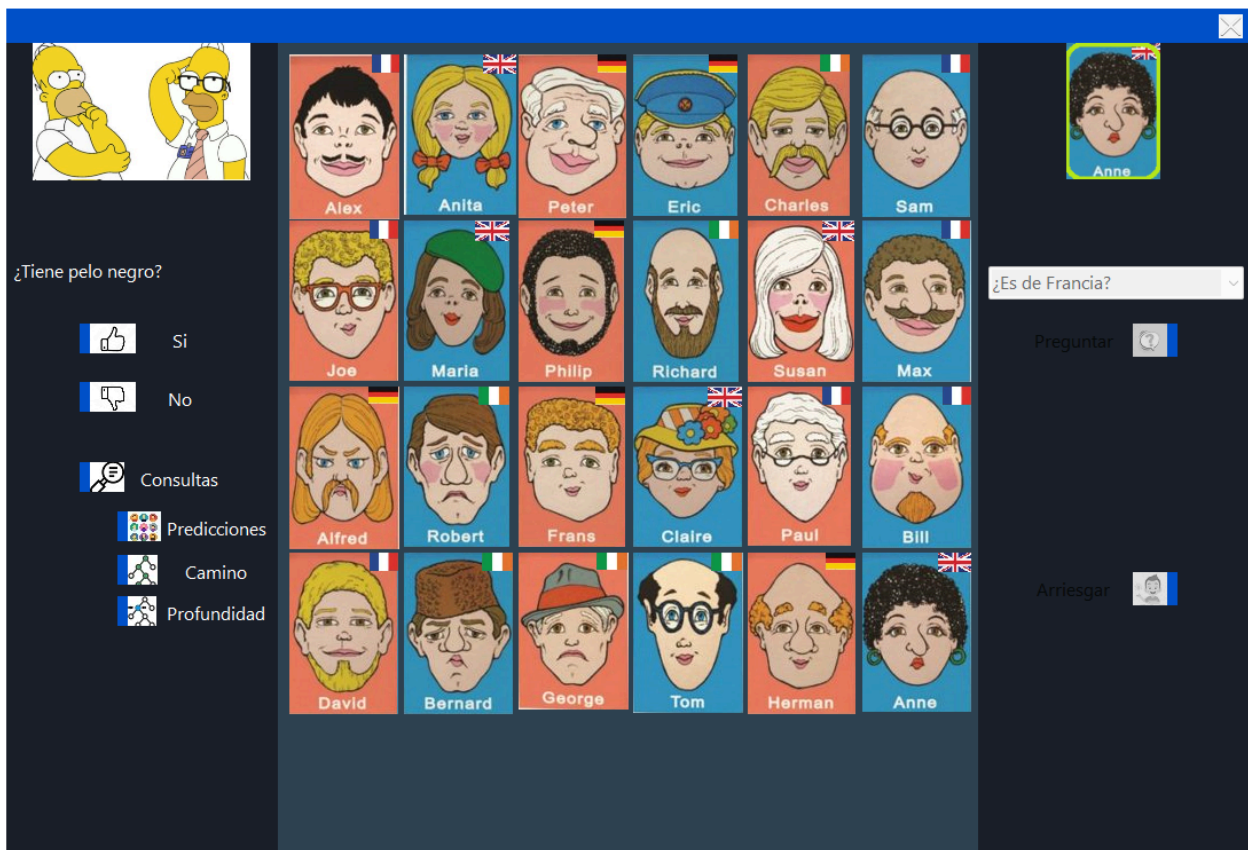 ¿Tiene pelo negro?
Si
No
Consultas
Predicciones
Camino
Profundidad
Alex
Anita
Peter
Eric
Charles
Sam
Joe
Maria
Philip
Richard
Susan
Max
Alfred
Robert
Frans
Claire
Paul
Bill
David
Bernard
George
Tom
Herman
Anne
Anne
¿Es de Francia?
Preguntar
Arriesgar